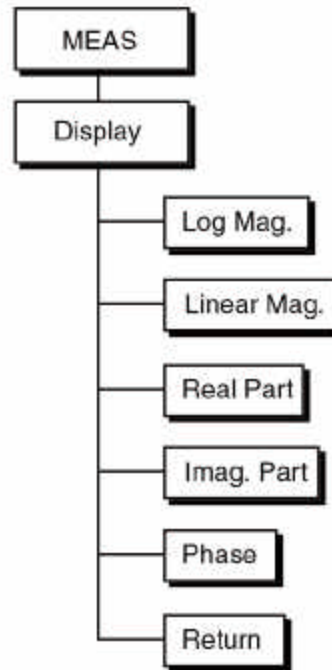 MEAS
Display
Log Mag.
Linear Mag.
Real Part
Imag. Part
Phase
Return